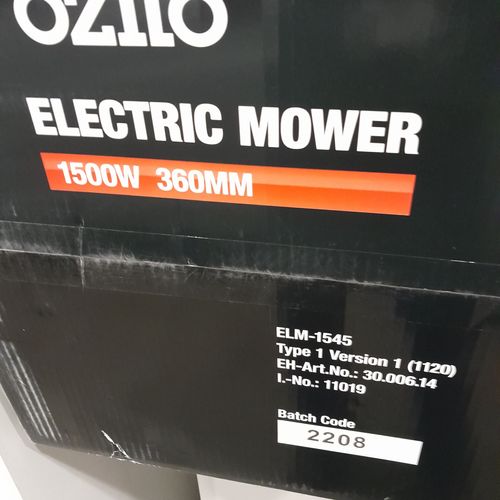 OZITO
ELECTRIC MOWER
1500W 360MM
ELM-1545
Type 1 Version 1 (1120)
EH-Art.No.: 30.006.14
I.-No.: 11019
Batch Code
2208